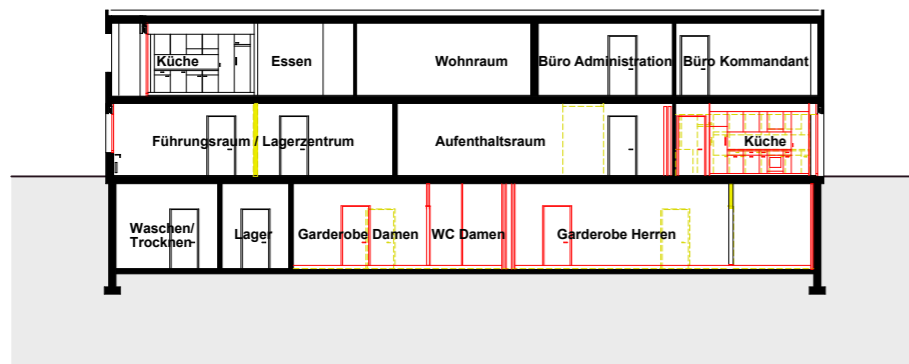 Küche
Essen
Wohnraum
Büro Administration
Büro Kommandant
Führungsraum / Lagerzentrum
Aufenthaltsraum
Küche
Waschen/
Trocknen
Lager
Garderobe Damen
WC Damen
Garderobe Herren